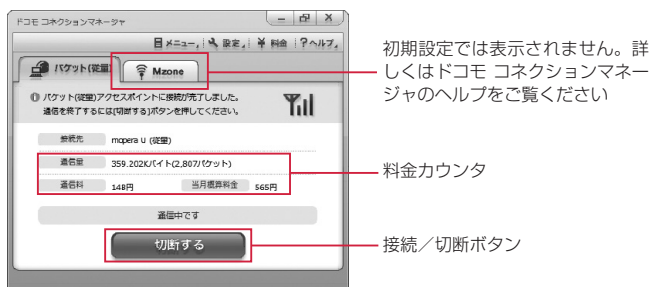 ドコモ コネクションマネージャ
メニュー 設定 ¥ 料金 ? ヘルプ
パケット(従量) Mzone
パケット(従量)アクセスポイントに接続が完了しました。
通信を終了するには[切断する]ボタンを押してください。
接続先 mopera U (従量)
通信量 359.202Kバイト(2,807パケット)
通信料 148円 当月概算料金 565円
通信中です
切断する
初期設定では表示されません。詳
しくはドコモ コネクションマネー
ジャのヘルプをご覧ください
料金カウンタ
接続／切断ボタン